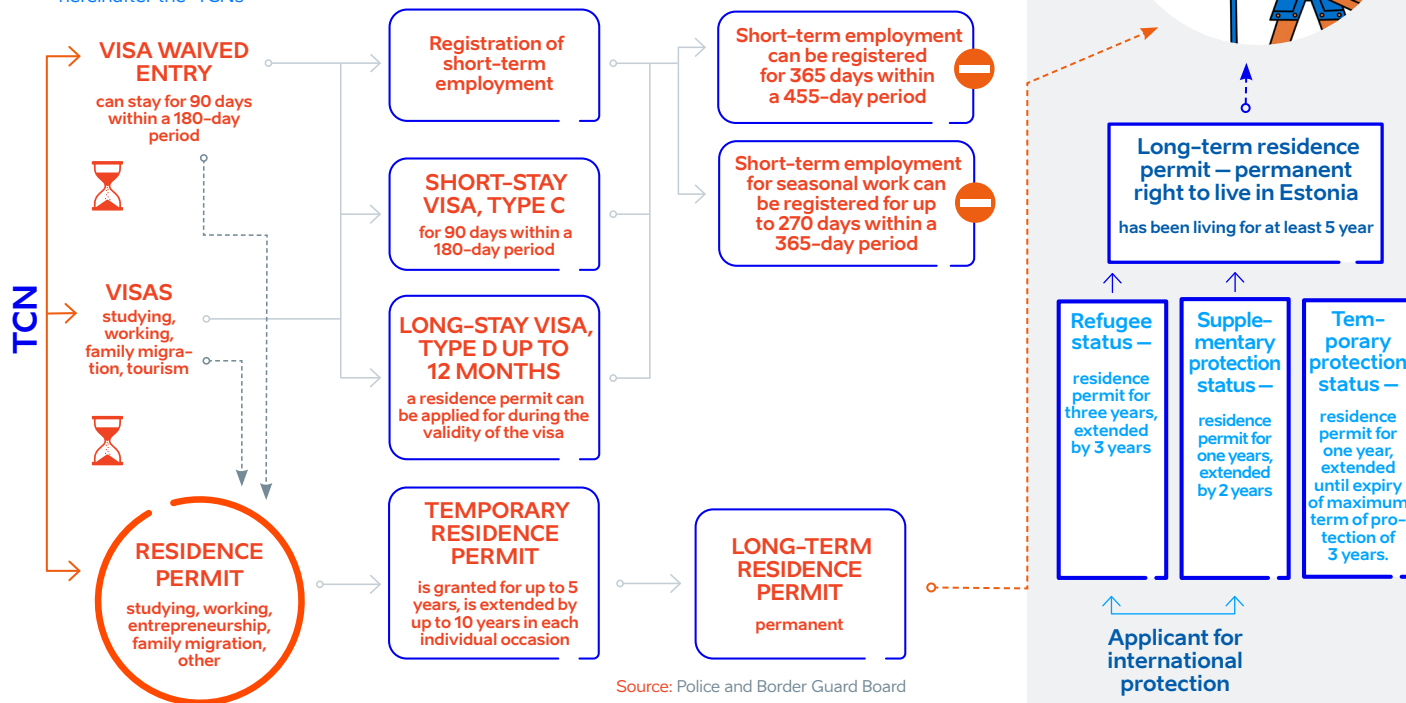 hereinafter the "TCNs"
TCN
VISA WAIVED
ENTRY
can stay for 90 days
within a 180-day
period
VISAS
studying,
working,
family migra-
tion, tourism
RESIDENCE
PERMIT
studying, working,
entrepreneurship,
family migration,
other
Registration of
short-term
employment
SHORT-STAY
VISA, TYPE C
for 90 days within a
180-day period
LONG-STAY VISA,
TYPE D UP TO
12 MONTHS
a residence permit can
be applied for during the
validity of the visa
TEMPORARY
RESIDENCE
PERMIT
is granted for up to 5
years, is extended by
up to 10 years in each
individual occasion
Short-term employment
can be registered
for 365 days within
a 455-day period
Short-term employment
for seasonal work can
be registered for up
to 270 days within a
365-day period
LONG-TERM
RESIDENCE
PERMIT
permanent
Source: Police and Border Guard Board
Long-term residence
permit – permanent
right to live in Estonia
has been living for at least 5 year
Refugee
status –
residence
permit for
three years,
extended
by 3 years
Supple-
mentary
protection
status –
residence
permit for
one years,
extended
by 2 years
Tem-
porary
protection
status –
residence
permit for
one year,
extended
until expiry
of maximum
term of pro-
tection of
3 years.
Applicant for
international
protection